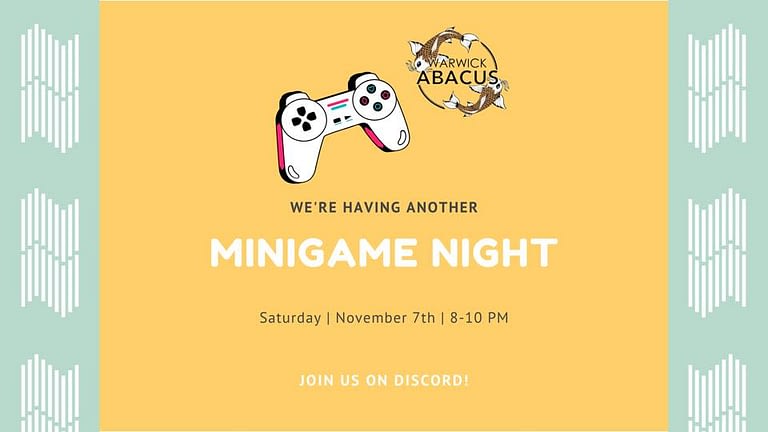 WARWICK
ABACUS
WE'RE HAVING ANOTHER
MINIGAME NIGHT
Saturday | November 7th | 8-10 PM
JOIN US ON DISCORD!